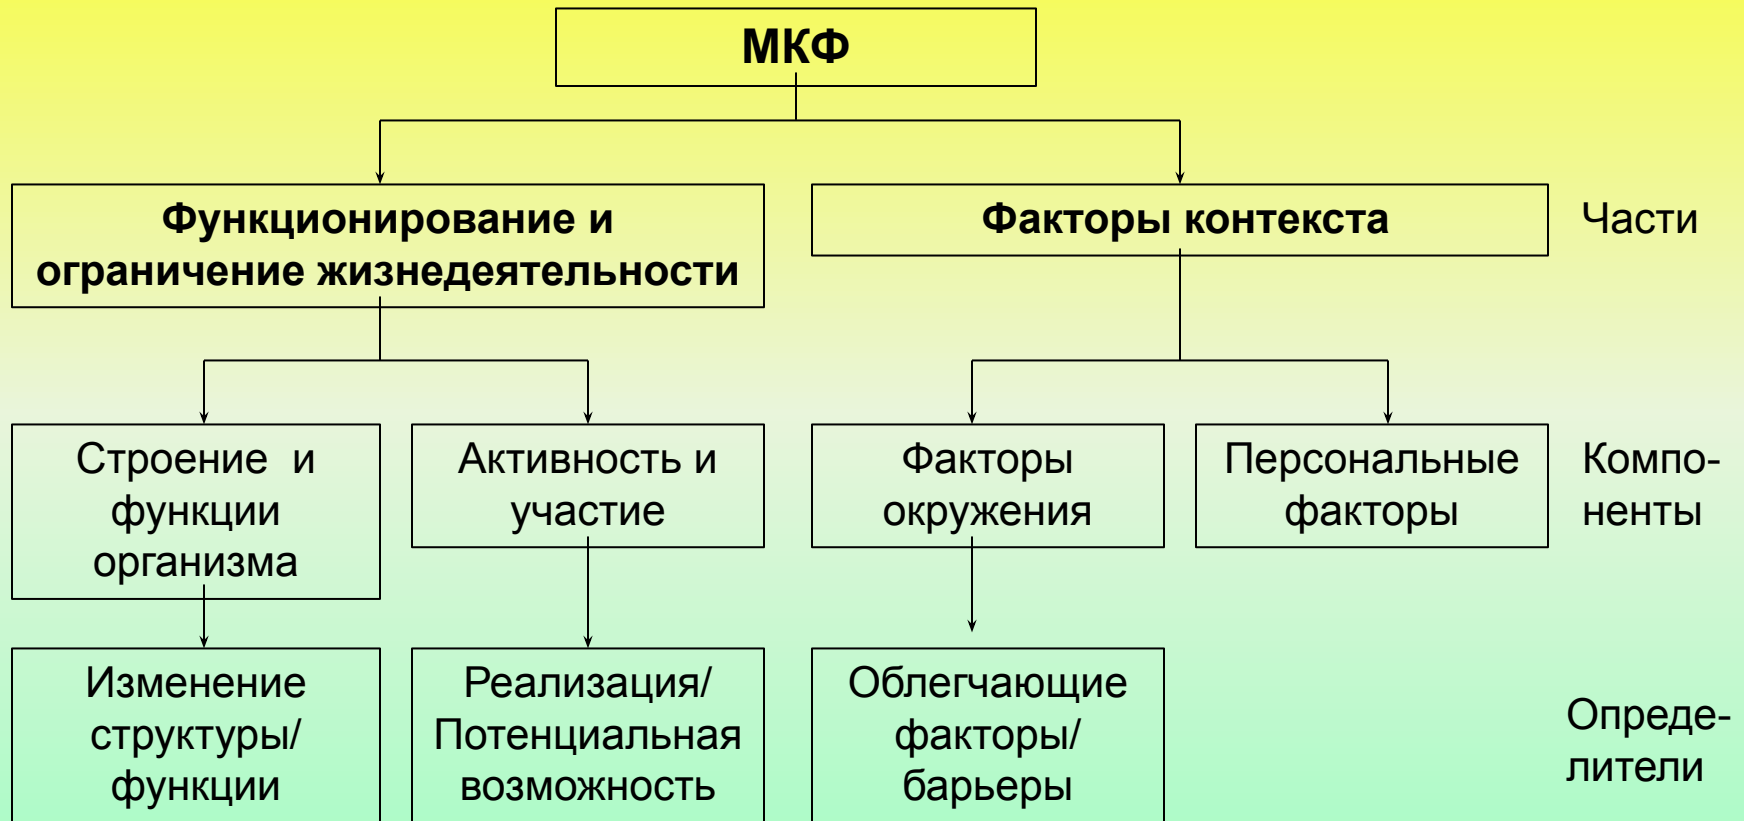 МКФ
Функционирование и
ограничение жизнедеятельности
Факторы контекста
Части
Строение и
функции
организма
Активность и
участие
Факторы
окружения
Персональные
факторы
Компо-
ненты
Изменение
структуры/
функции
Реализация/
Потенциальная
возможность
Облегчающие
факторы/
барьеры
Опреде-
лители